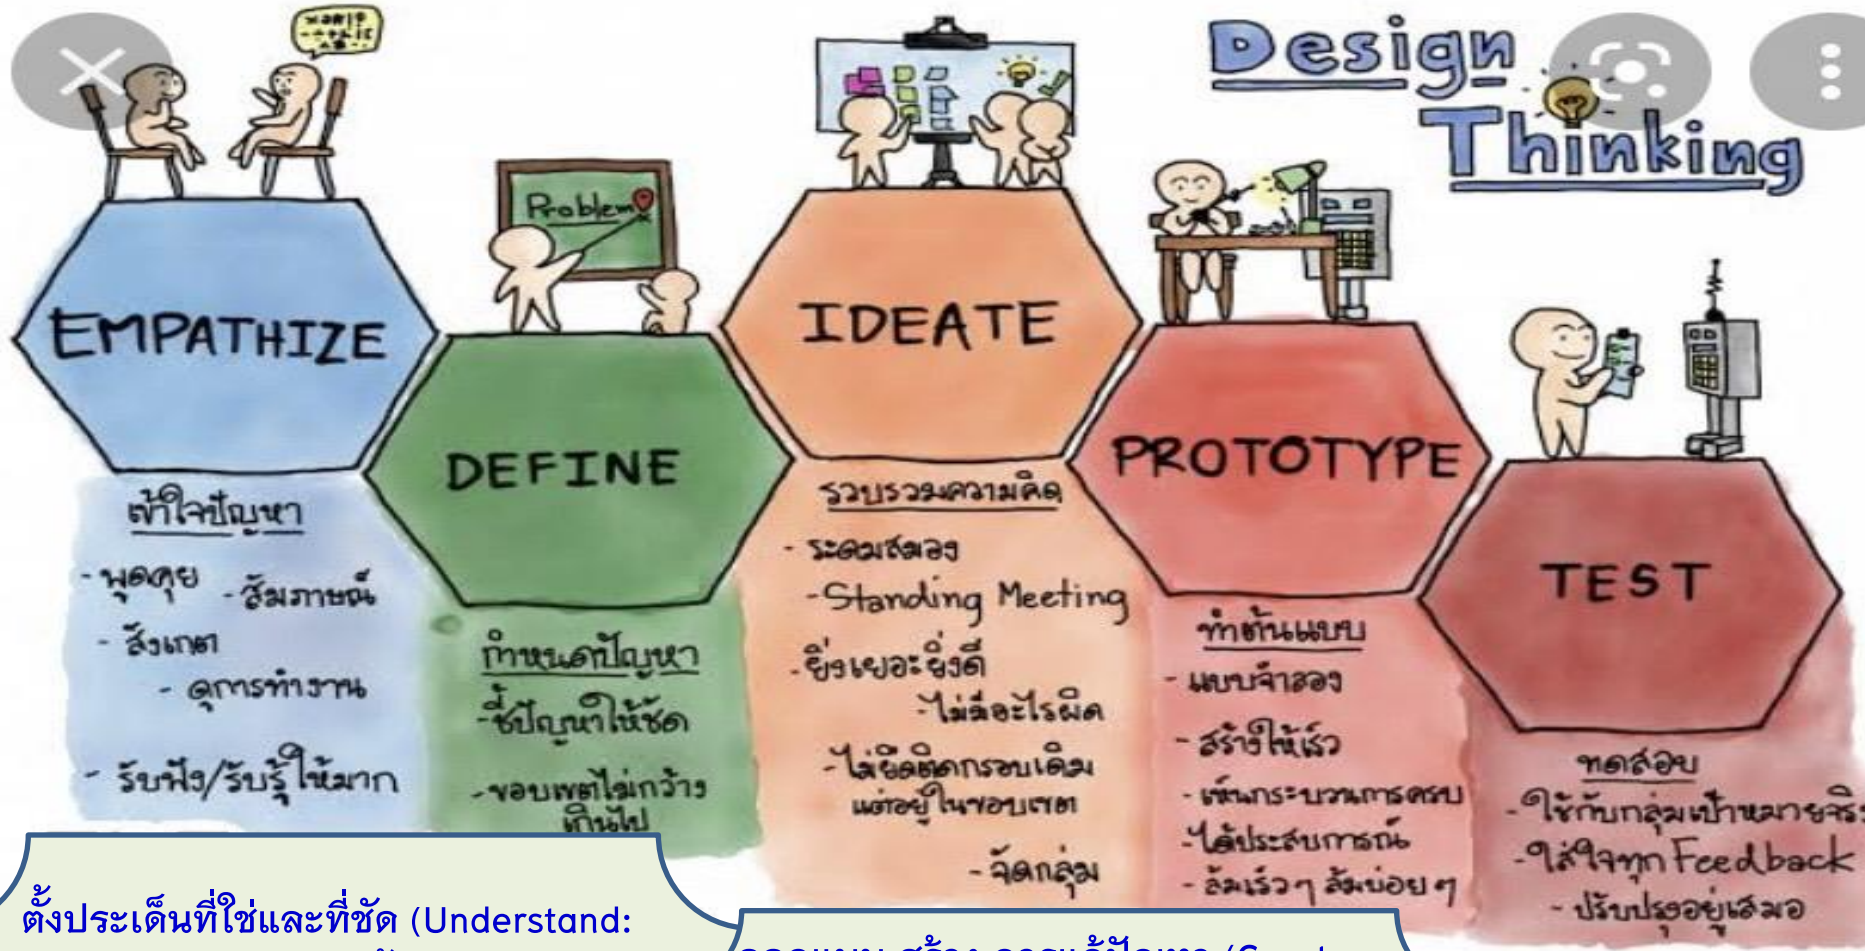 Design
Thinking
Problem
EMPATHIZE
เข้าใจปัญหา
- พูดคุย - สัมภาษณ์
- สังเกต
- ดูการทำงาน
- รับฟัง/รับรู้ให้มาก
DEFINE
กำหนดปัญหา
- ชี้ปัญหาให้ชัด
- ขอบเขตไม่กว้าง
เกินไป
IDEATE
รวบรวมความคิด
- ระดมสมอง
- Standing Meeting
- ยิ่งเยอะยิ่งดี
- ไม่มีอะไรผิด
- ไม่ยึดติดกรอบเดิม
แต่อยู่ในขอบเขต
- จัดกลุ่ม
PROTOTYPE
ทำต้นแบบ
- แบบจำลอง
- สร้างให้เร็ว
- เห็นกระบวนการครบ
- ได้ประสบการณ์
- ล้มเร็วๆ ล้มบ่อยๆ
TEST
ทดสอบ
- ใช้กับกลุ่มเป้าหมายจริง
- ใส่ใจทุก Feedback
- ปรับปรุงอยู่เสมอ
ตั้งประเด็นที่ใช่และที่ชัด (Understand: